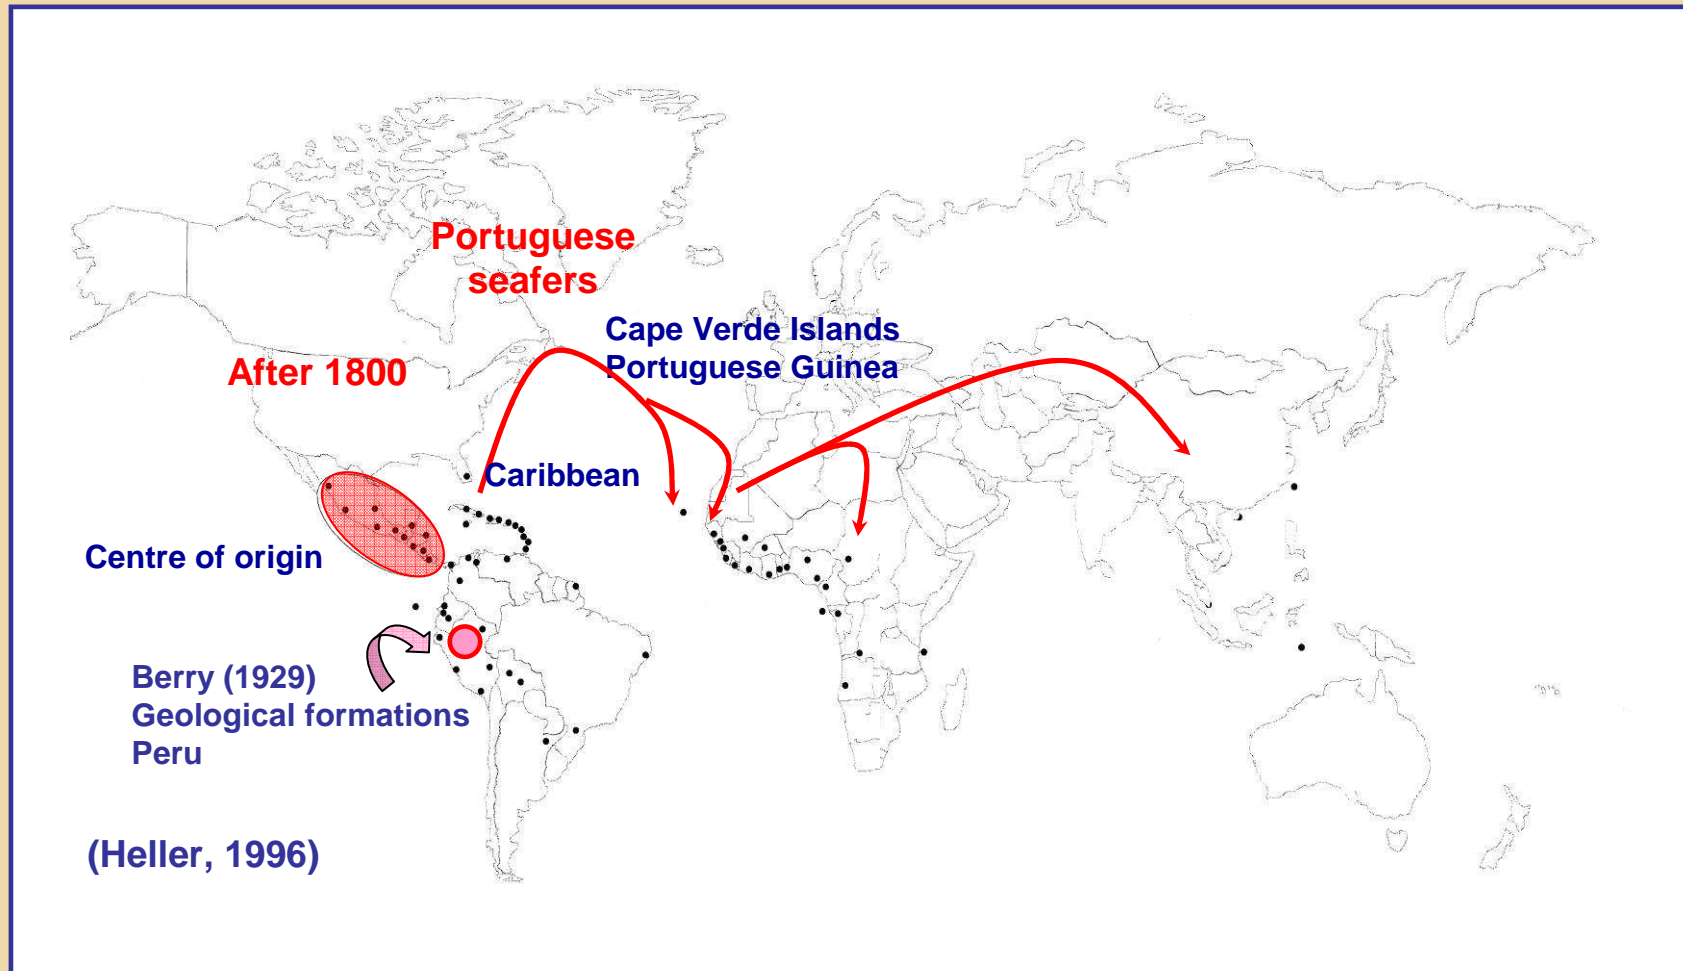 Portuguese
seafers
Cape Verde Islands
Portuguese Guinea
After 1800
Caribbean
Centre of origin
Berry (1929)
Geological formations
Peru
(Heller, 1996)